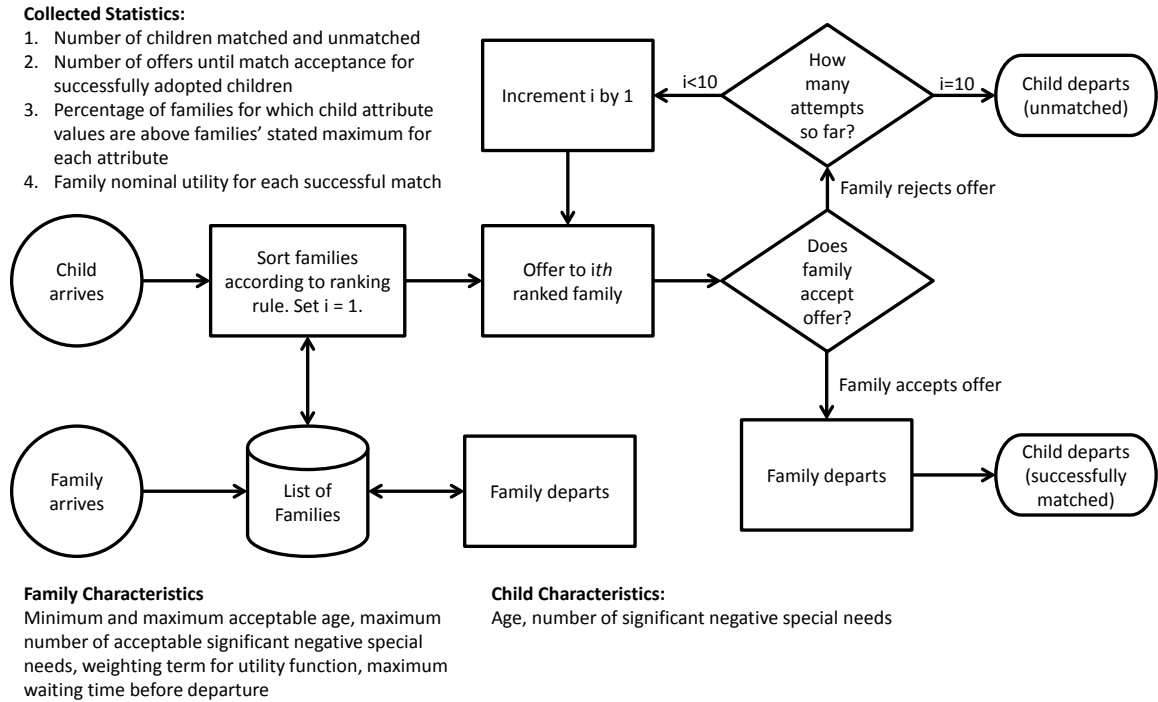 Collected Statistics:
1. Number of children matched and unmatched
2. Number of offers until match acceptance for
successfully adopted children
3. Percentage of families for which child attribute
values are above families’ stated maximum for
each attribute
4. Family nominal utility for each successful match
Increment i by 1
i<10
How
many
attempts
so far?
i=10
Child departs
(unmatched)
Family rejects offer
Child
arrives
Sort families
according to ranking
rule. Set i = 1.
Offer to ith
ranked family
Does
family
accept
offer?
Family accepts offer
Family
arrives
List of
Families
Family departs
Family departs
Child departs
(successfully
matched)
Family Characteristics
Minimum and maximum acceptable age, maximum
number of acceptable significant negative special
needs, weighting term for utility function, maximum
waiting time before departure
Child Characteristics:
Age, number of significant negative special needs